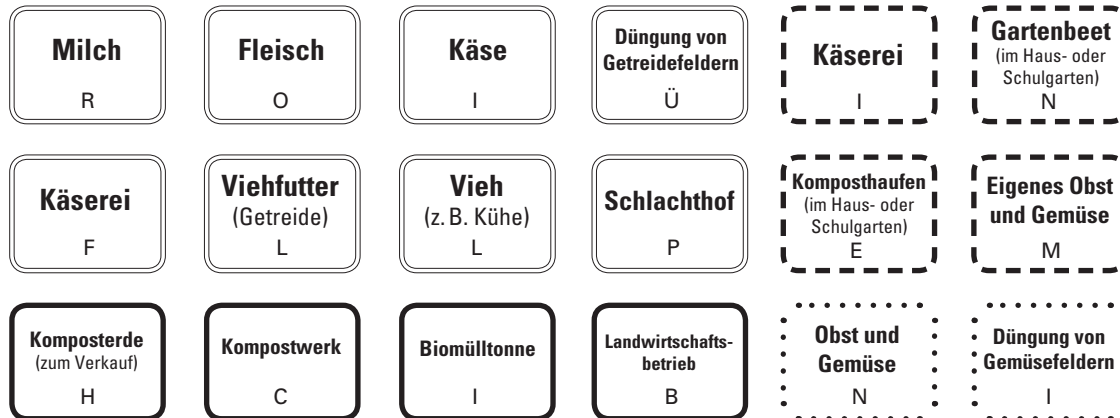 Milch
R
Fleisch
O
Käse
I
Düngung von
Getreidefeldern
Ü
Käserei
I
Gartenbeet
(im Haus- oder
Schulgarten)
N
Käserei
F
Viehfutter
(Getreide)
L
Vieh
(z. B. Kühe)
L
Schlachthof
P
Komposthaufen
(im Haus- oder
Schulgarten)
E
Eigenes Obst
und Gemüse
M
Komposterde
(zum Verkauf)
H
Kompostwerk
C
Biomülltonne
I
Landwirtschafts-
betrieb
B
Obst und
Gemüse
N
Düngung von
Gemüsefeldern
I